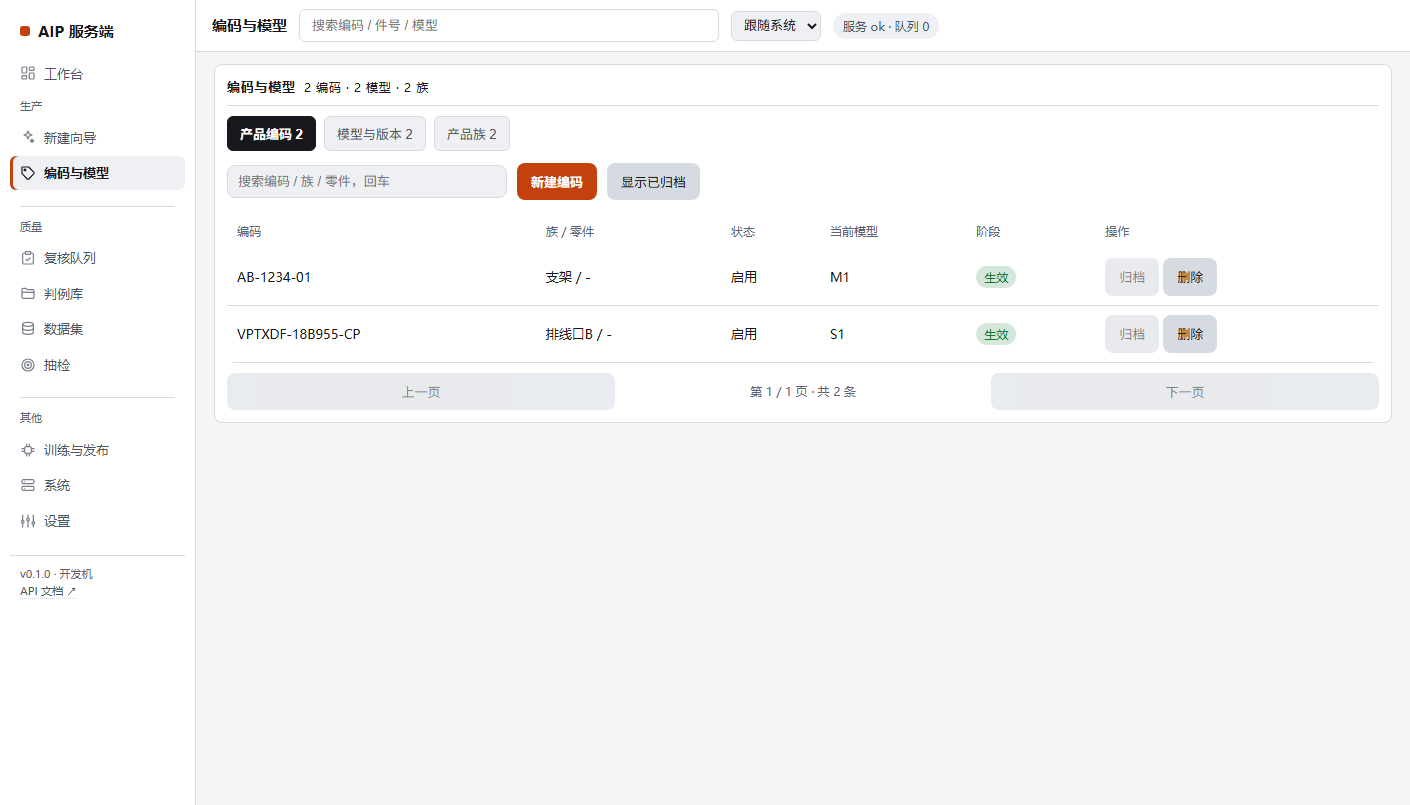 AIP 服务端
工作台
生产
新建向导
编码与模型
质量
复核队列
判例库
数据集
抽检
其他
训练与发布
系统
设置
v0.1.0 · 开发机
API 文档 ↗
编码与模型 搜索编码 / 件号 / 模型 跟随系统 服务 ok · 队列 0
编码与模型 2 编码 · 2 模型 · 2 族
产品编码 2 模型与版本 2 产品族 2
搜索编码 / 族 / 零件，回车 新建编码 显示已归档
编码 族 / 零件 状态 当前模型 阶段 操作
AB-1234-01 支架 / - 启用 M1 生效 归档 删除
VPTXDF-18B955-CP 排线口B / - 启用 S1 生效 归档 删除
上一页 第 1 / 1 页 · 共 2 条 下一页